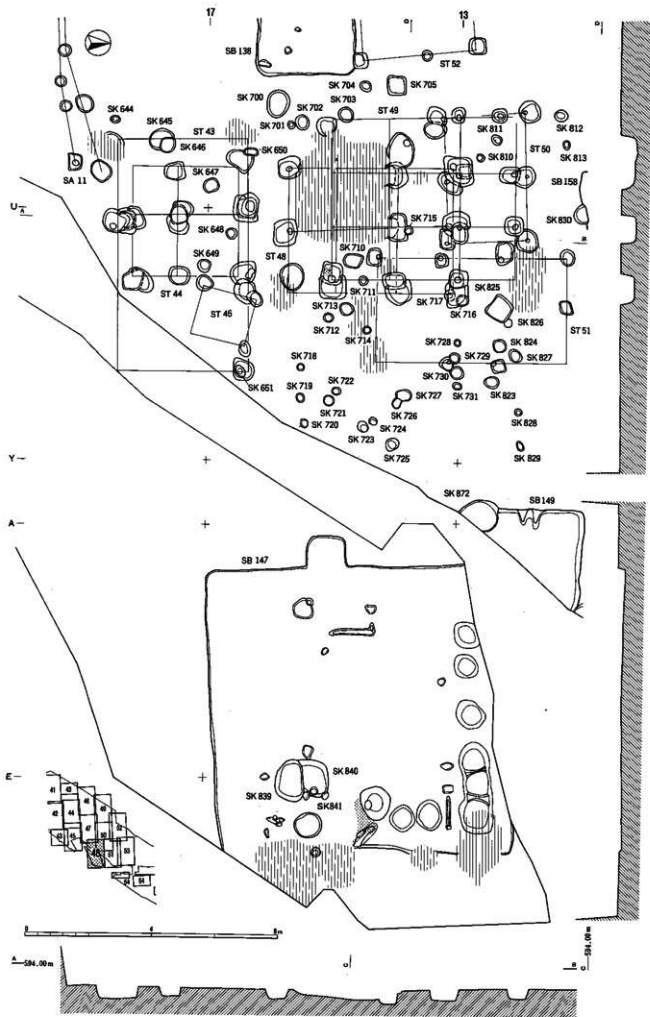 17
13
SB 138
ST 52
SK 704
SK 705
SK 700
SK 703
SK 644
SK 645
SK 702
ST 49
SK 811
SK 812
ST 43
SK 701
ST 50
SK 646
SK 650
SK 810
SK 813
SA 11
SK 647
SB 158
U
A
SK 715
SK 830
SK 648
B
SK 710
SK 649
ST 48
SK 825
SK 711
ST 44
SK 713
SK 717
SK 716
ST 45
SK 712
SK 826
ST 51
SK 714
SK 728
SK 824
SK 729
SK 827
SK 718
SK 730
SK 651
SK 722
SK 727
SK 731
SK 823
SK 719
SK 721
SK 726
SK 828
SK 720
SK 724
SK 723
SK 829
Y
SK 725
SK 872
SB 149
A
SB 147
E
SK 840
SK 839
SK 841
0 4 8m
A 594.00m
C
B
C 594.00m